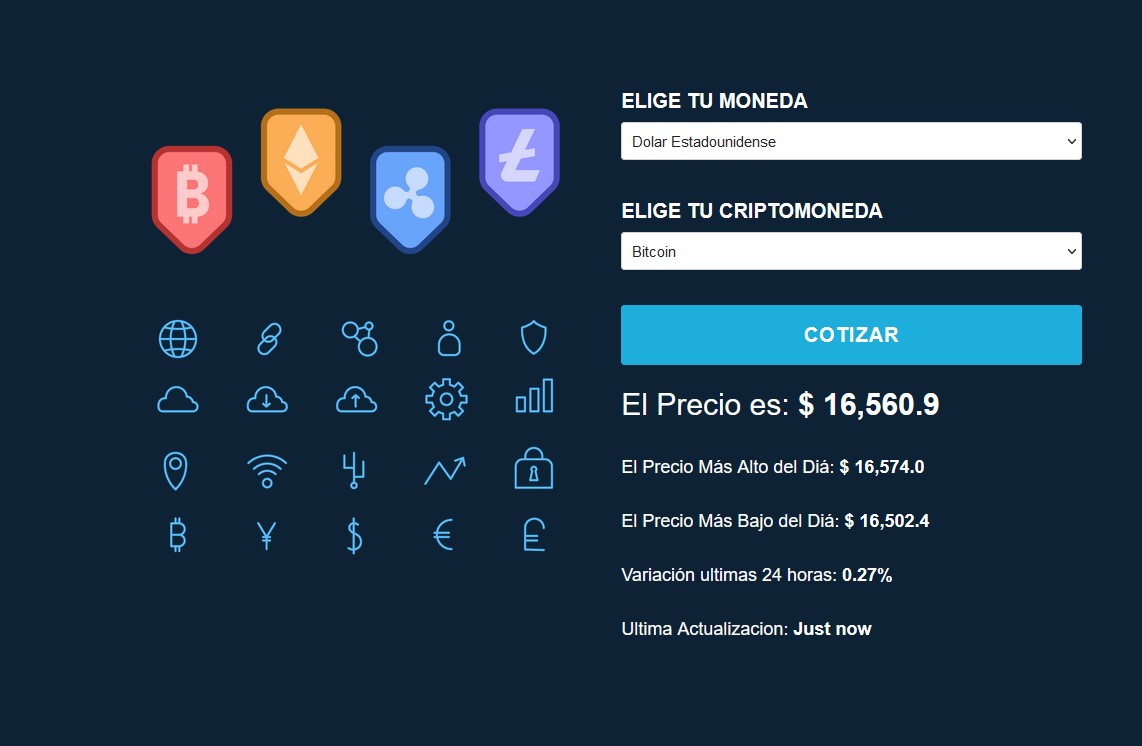 ELIGE TU MONEDA
Dolar Estadounidense
ELIGE TU CRIPTOMONEDA
Bitcoin
COTIZAR
El Precio es: $ 16,560.9
El Precio Más Alto del Diá: $ 16,574.0
El Precio Más Bajo del Diá: $ 16,502.4
Variación ultimas 24 horas: 0.27%
Ultima Actualizacion: Just now